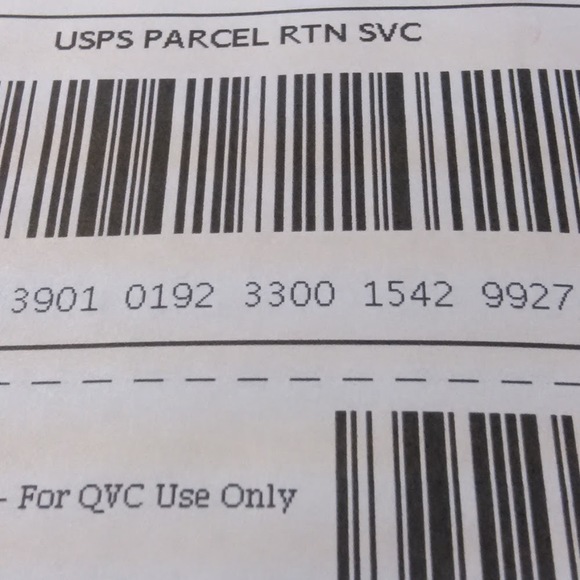 USPS PARCEL RTN SVC
3901 0192 3300 1542 9927
- For QVC Use Only